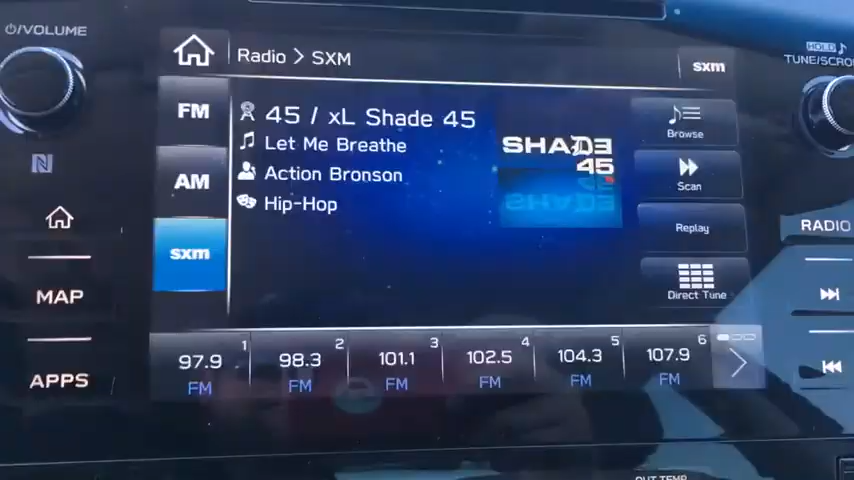 ⏻/VOLUME
HOLD ♪
TUNE/SCRO
Radio > SXM
sxm
FM
45 / xL Shade 45
Let Me Breathe
Action Bronson
Hip-Hop
SHADE
45
Browse
AM
Scan
sxm
Replay
Direct Tune
RADIO
MAP
APPS
1
97.9
FM
2
98.3
FM
3
101.1
FM
4
102.5
FM
5
104.3
FM
6
107.9
FM
OUT TEMP